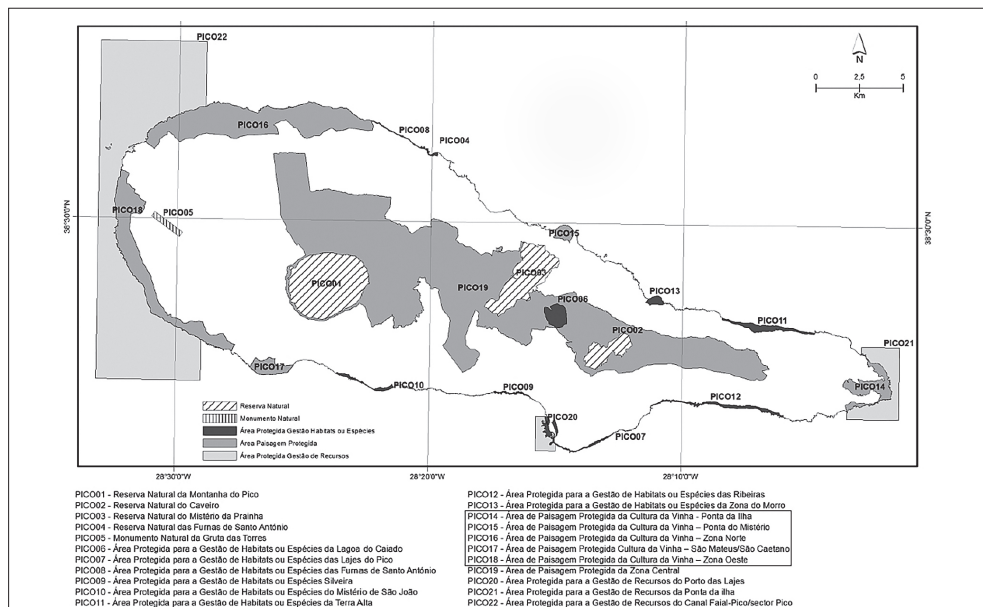 PICO22
N
0 2,5 5
Km
PICO16
PICO08
PICO04
38°30'0"N
38°30'0"N
PICO18
PICO05
PICO15
PICO03
PICO01
PICO19
PICO06
PICO13
PICO02
PICO11
PICO21
PICO17
PICO14
PICO10
PICO09
PICO12
PICO20
PICO07
Reserva Natural
Monumento Natural
Área Protegida Gestão Habitats ou Espécies
Área Paisagem Protegida
Área Protegida Gestão de Recursos
28°30'0"W
28°20'0"W
28°10'0"W
PICO01 - Reserva Natural da Montanha do Pico
PICO02 - Reserva Natural do Caveiro
PICO03 - Reserva Natural do Mistério da Prainha
PICO04 - Reserva Natural das Furnas de Santo António
PICO05 - Monumento Natural da Gruta das Torres
PICO06 - Área Protegida para a Gestão de Habitats ou Espécies da Lagoa do Caiado
PICO07 - Área Protegida para a Gestão de Habitats ou Espécies das Lajes do Pico
PICO08 - Área Protegida para a Gestão de Habitats ou Espécies das Furnas de Santo António
PICO09 - Área Protegida para a Gestão de Habitats ou Espécies Silveira
PICO10 - Área Protegida para a Gestão de Habitats ou Espécies do Mistério de São João
PICO11 - Área Protegida para a Gestão de Habitats ou Espécies da Terra Alta
PICO12 - Área Protegida para a Gestão de Habitats ou Espécies das Ribeiras
PICO13 - Área Protegida para a Gestão de Habitats ou Espécies da Zona do Morro
PICO14 - Área de Paisagem Protegida da Cultura da Vinha - Ponta da Ilha
PICO15 - Área de Paisagem Protegida da Cultura da Vinha – Ponta do Mistério
PICO16 - Área de Paisagem Protegida da Cultura da Vinha – Zona Norte
PICO17 - Área de Paisagem Protegida Cultura da Vinha – São Mateus/São Caetano
PICO18 - Área de Paisagem Protegida da Cultura da Vinha – Zona Oeste
PICO19 - Área de Paisagem Protegida da Zona Central
PICO20 - Área Protegida para a Gestão de Recursos do Porto das Lajes
PICO21 - Área Protegida para a Gestão de Recursos da Ponta da ilha
PICO22 - Área Protegida para a Gestão de Recursos do Canal Faial-Pico/sector Pico